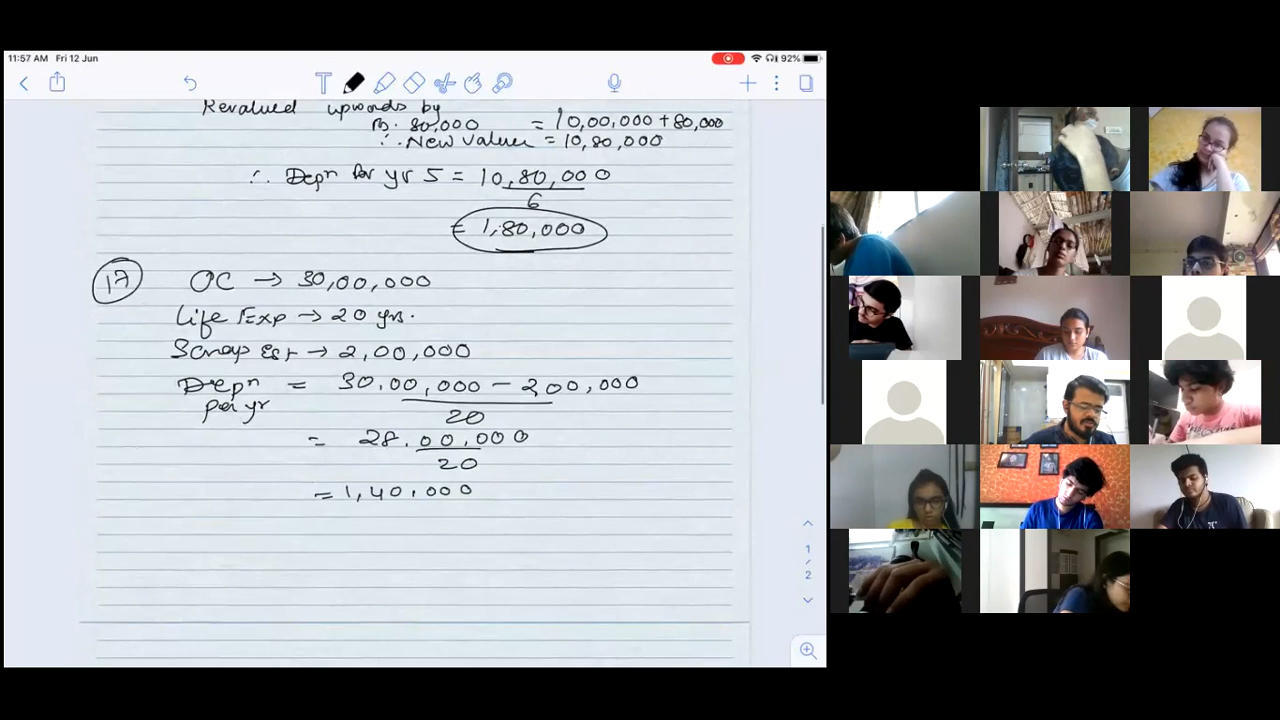 11:57 AM Fri 12 Jun
92%
Revalued upwards by
Rs. 80,000 = 10,00,000 + 80,000
∴ New Value = 10,80,000
∴ Depn for yr 5 = 10,80,000
6
= 1,80,000
17
OC → 30,00,000
Life Exp → 20 yrs.
Scrap Est → 2,00,000
Depn = 30,00,000 - 200,000
per yr
20
= 28,00,000
20
= 1,40,000
1
/
2